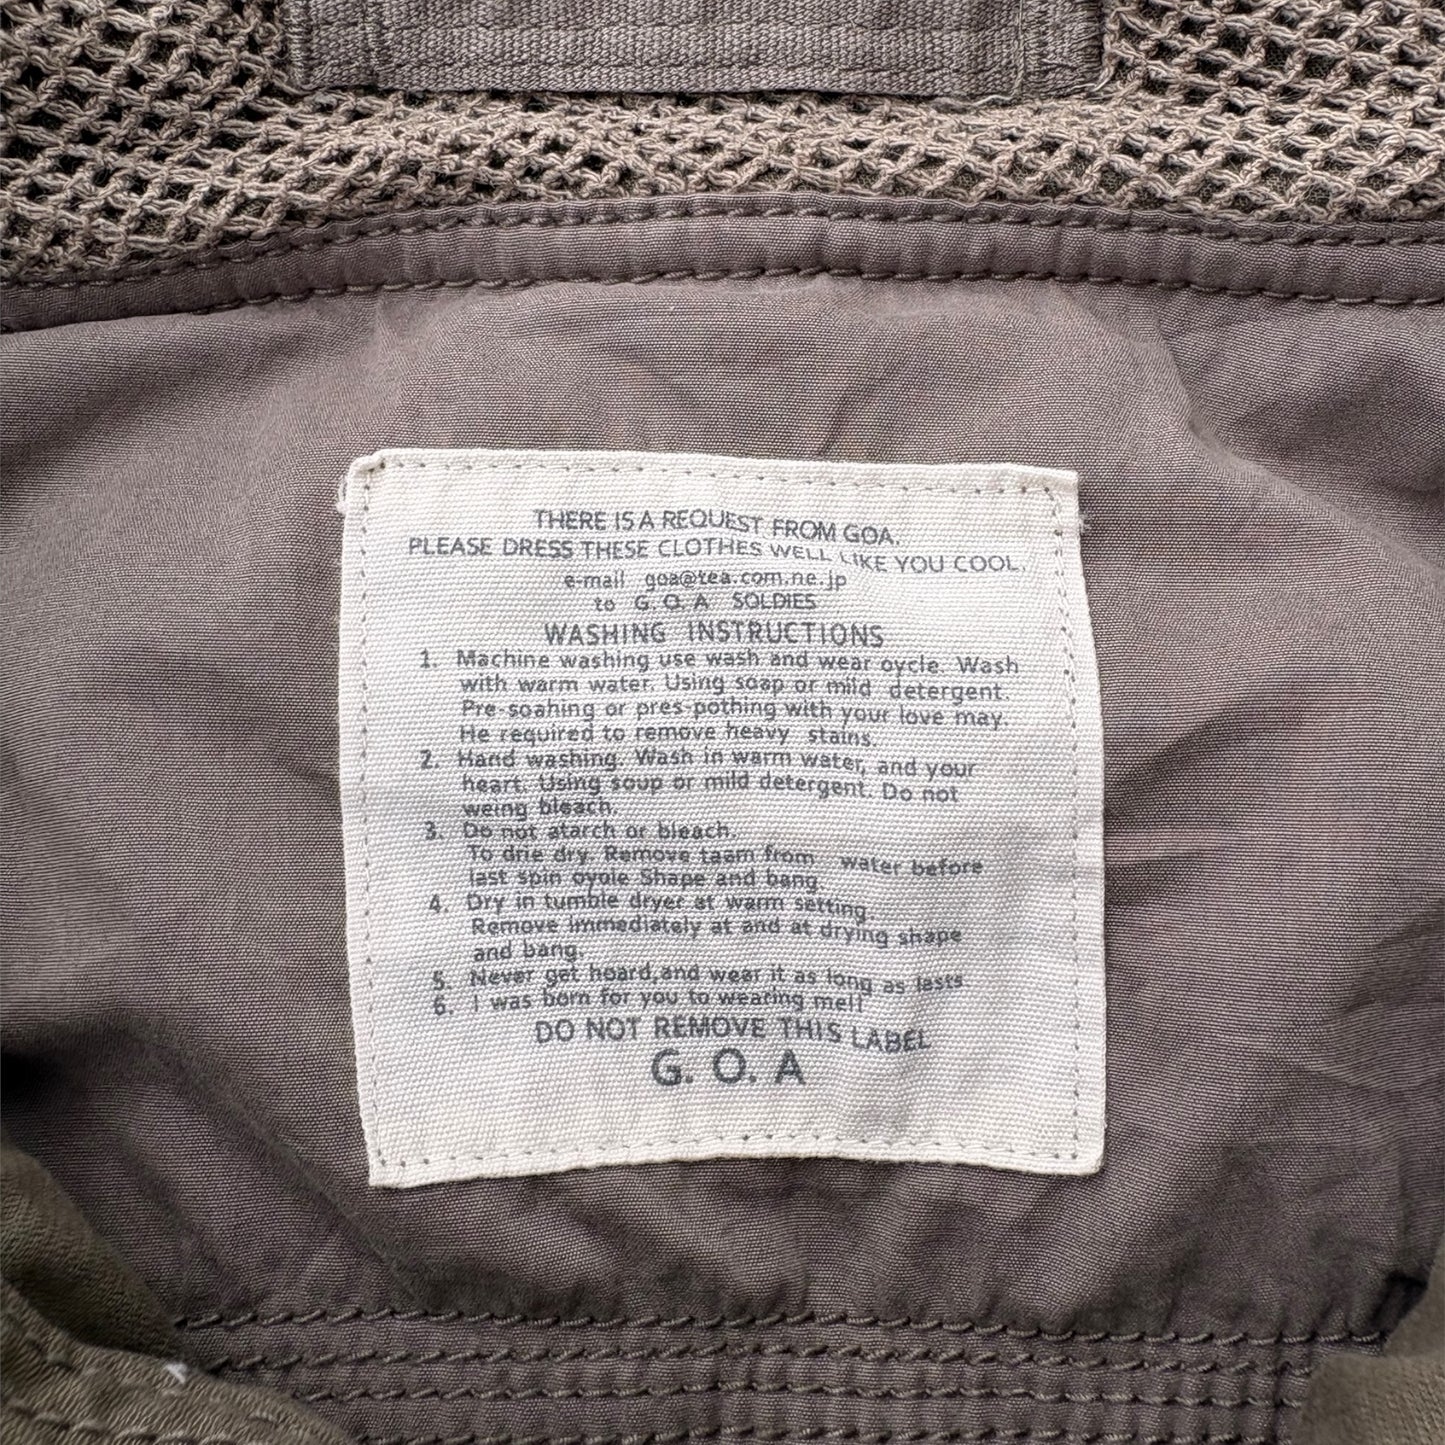 THERE IS A REQUEST FROM GOA.
PLEASE DRESS THESE CLOTHES WELL LIKE YOU COOL.
e-mail goa@tea.com.ne.jp
to G.O.A SOLDIES
WASHING INSTRUCTIONS
1. Machine washing use wash and wear oycle. Wash
with warm water. Using soap or mild detergent.
Pre-soahing or pres-pothing with your love may.
He required to remove heavy stains.
2. Hand washing. Wash in warm water, and your
heart. Using soup or mild detergent. Do not
weing bleach.
3. Do not atarch or bleach.
To drie dry. Remove taam from water before
last spin oyole Shape and bang.
4. Dry in tumble dryer at warm setting.
Remove immediately at and at drying shape
and bang.
5. Never get hoard,and wear it as long as lasts
6. I was born for you to wearing me!!
DO NOT REMOVE THIS LABEL
G. O. A